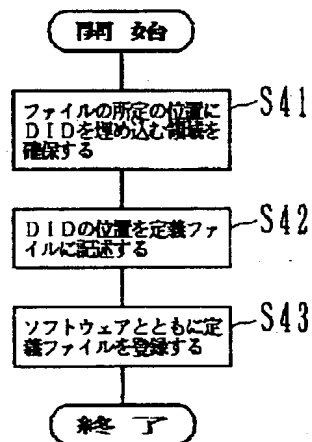 開 始
ファイルの所定の位置に
DIDを埋め込む領域を
確保する
S41
DIDの位置を定義ファ
イルに記述する
S42
ソフトウェアとともに定
義ファイルを登録する
S43
終 了